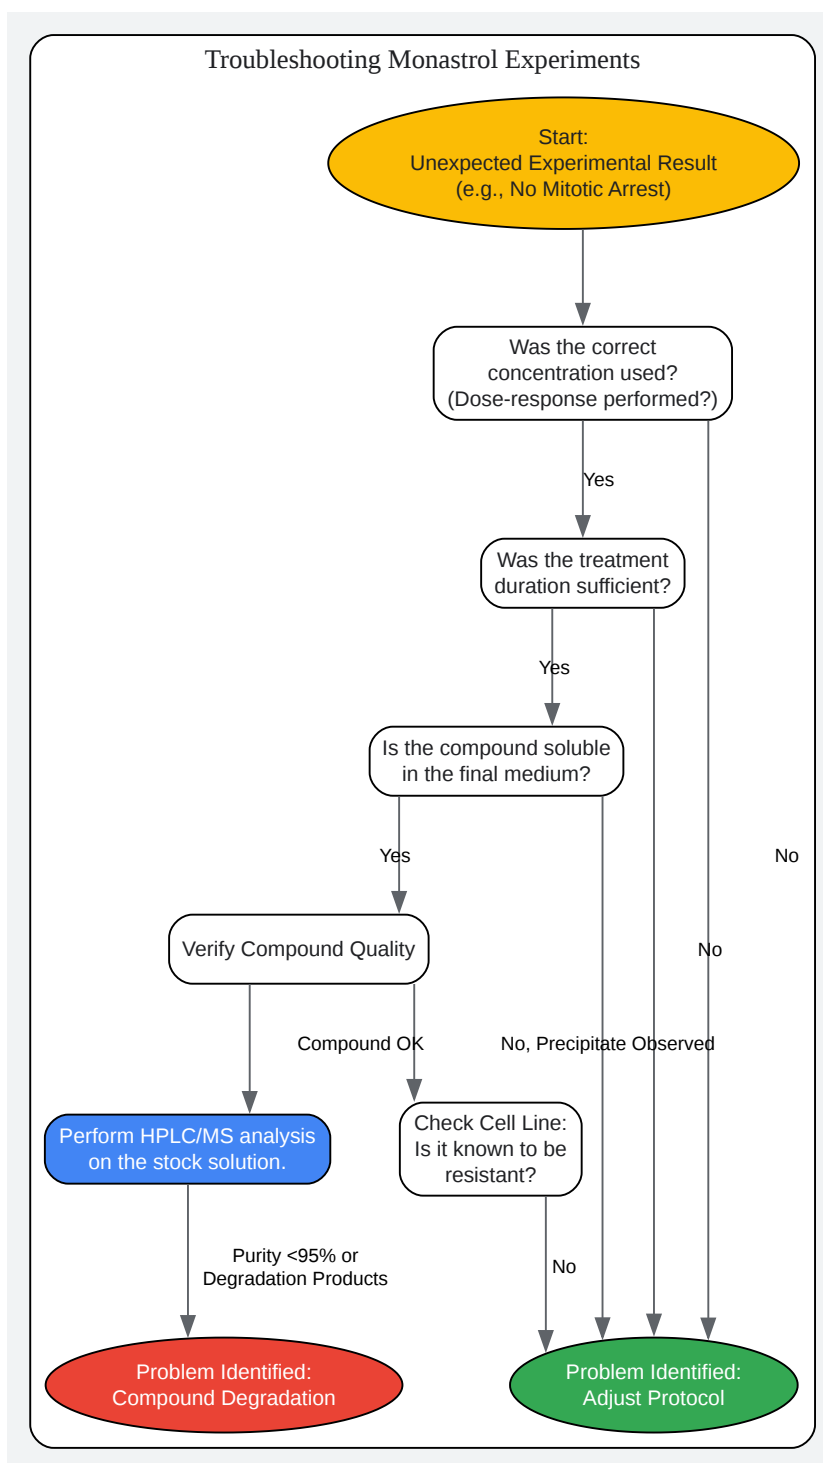 Troubleshooting Monastrol Experiments
Start:
Unexpected Experimental Result
(e.g., No Mitotic Arrest)
Was the correct
concentration used?
(Dose-response performed?)
Yes
Was the treatment
duration sufficient?
Yes
Is the compound soluble
in the final medium?
Yes
No
Verify Compound Quality
No
Compound OK
No, Precipitate Observed
Perform HPLC/MS analysis
on the stock solution.
Check Cell Line:
Is it known to be
resistant?
Purity <95% or
Degradation Products
No
Problem Identified:
Compound Degradation
Problem Identified:
Adjust Protocol